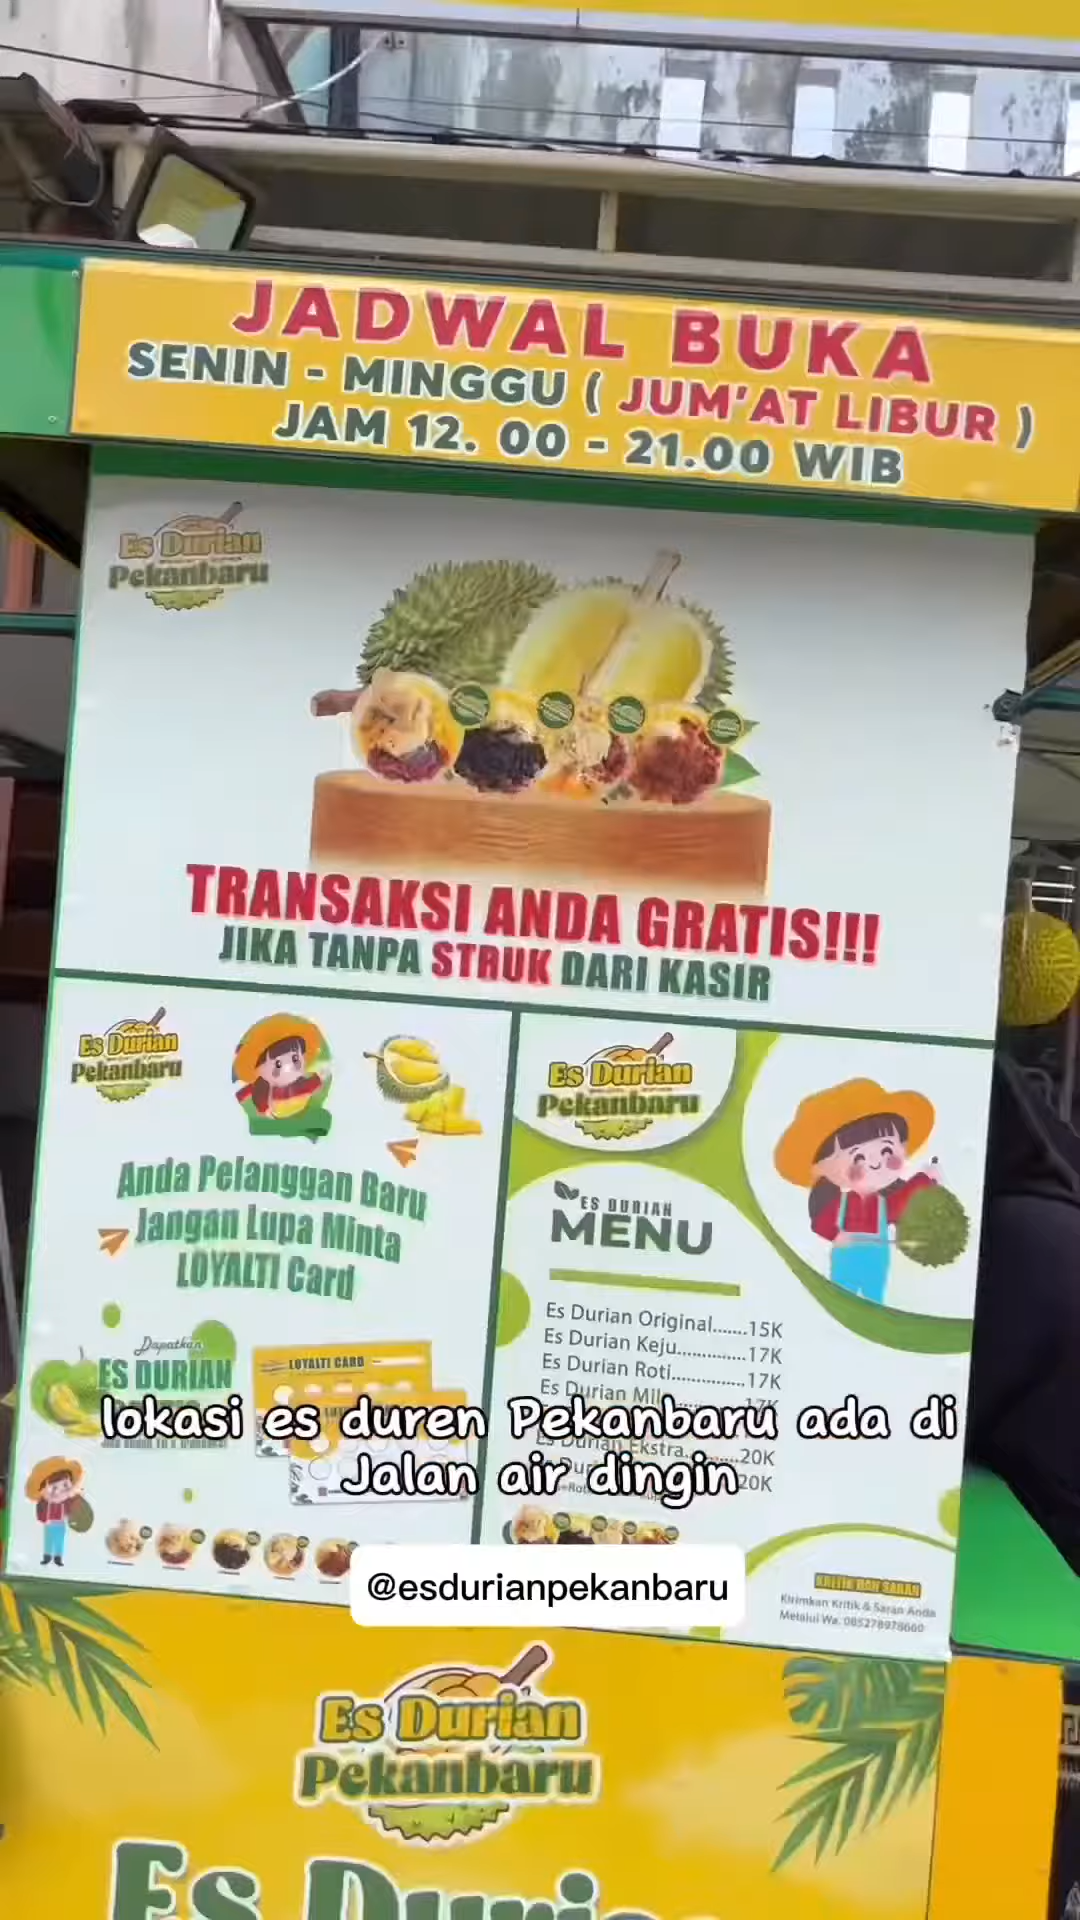 JADWAL BUKA
SENIN - MINGGU ( JUM'AT LIBUR )
JAM 12. 00 - 21.00 WIB
Es Durian
Pekanbaru
TRANSAKSI ANDA GRATIS!!!
JIKA TANPA STRUK DARI KASIR
Es Durian
Pekanbaru
Anda Pelanggan Baru
Jangan Lupa Minta
LOYALTI Card
Dapatkan
ES DURIAN
LOYALTI CARD
Es Durian
Pekanbaru
ES DURIAN
MENU
Es Durian Original.......15K
Es Durian Keju..............17K
Es Durian Roti...............17K
Es Durian 17K
Es Durian Ekstra.........20K
20K
lokasi es duren Pekanbaru ada di
Jalan air dingin
@esdurianpekanbaru
KRITIK DAN SARAN
Kirimkan Kritik & Saran Anda
Melalui Wa. 085278978660
Es Durian
Pekanbaru
Es Durian